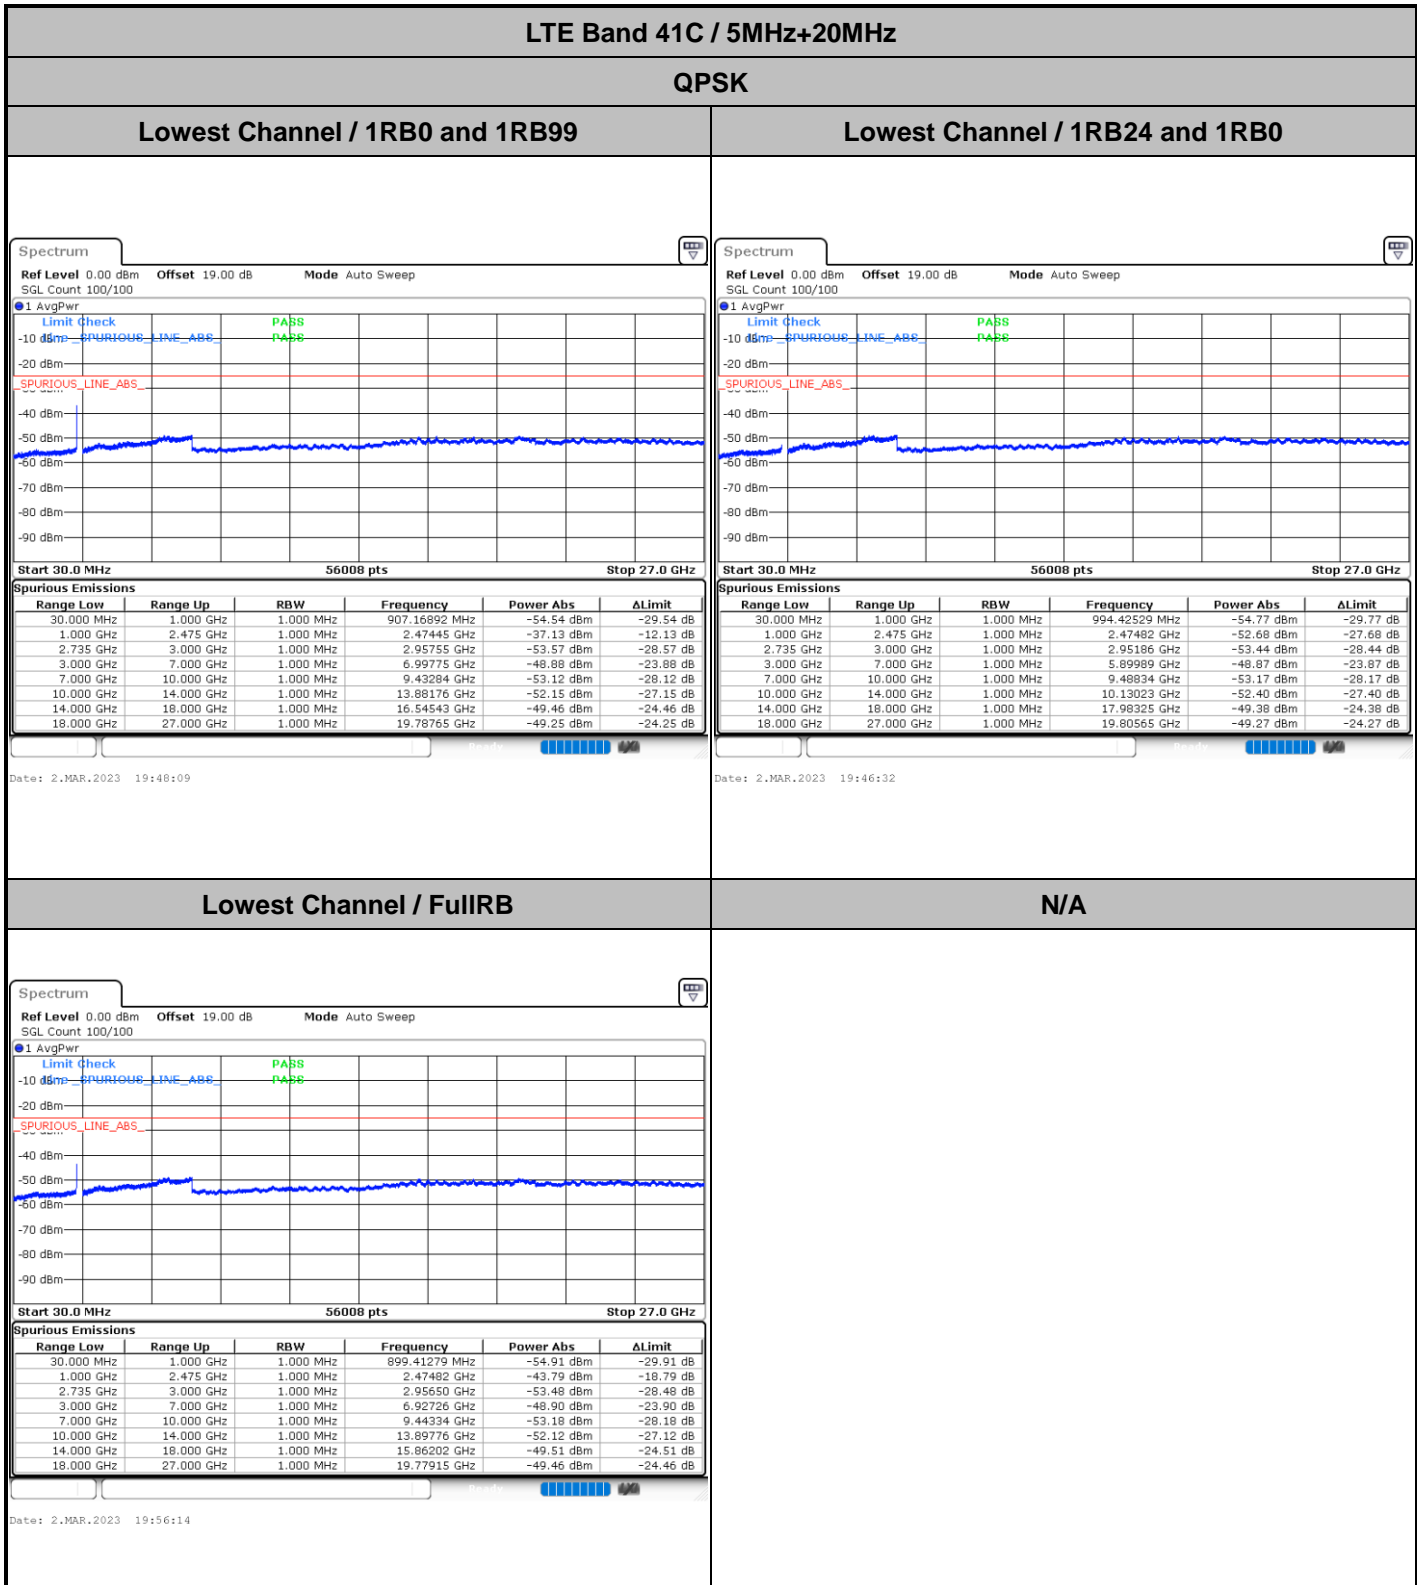 LTE Band 41C / 5MHz+20MHz
QPSK
Lowest Channel / 1RB0 and 1RB99
Lowest Channel / 1RB24 and 1RB0
Spectrum
Ref Level 0.00 dBm Offset 19.00 dB Mode Auto Sweep
SGL Count 100/100
1 AvgPwr
Limit Check PASS
Line _SPURIOUS_LINE_ABS_ PASS
-10 dBm
-20 dBm
_SPURIOUS_LINE_ABS_
-40 dBm
-50 dBm
-60 dBm
-70 dBm
-80 dBm
-90 dBm
Start 30.0 MHz 56008 pts Stop 27.0 GHz
Spurious Emissions
Range Low Range Up RBW Frequency Power Abs ΔLimit
30.000 MHz 1.000 GHz 1.000 MHz 907.16892 MHz -54.54 dBm -29.54 dB
1.000 GHz 2.475 GHz 1.000 MHz 2.47445 GHz -37.13 dBm -12.13 dB
2.735 GHz 3.000 GHz 1.000 MHz 2.95755 GHz -53.57 dBm -28.57 dB
3.000 GHz 7.000 GHz 1.000 MHz 6.99775 GHz -48.88 dBm -23.88 dB
7.000 GHz 10.000 GHz 1.000 MHz 9.43284 GHz -53.12 dBm -28.12 dB
10.000 GHz 14.000 GHz 1.000 MHz 13.88176 GHz -52.15 dBm -27.15 dB
14.000 GHz 18.000 GHz 1.000 MHz 16.54543 GHz -49.46 dBm -24.46 dB
18.000 GHz 27.000 GHz 1.000 MHz 19.78765 GHz -49.25 dBm -24.25 dB
Ready
Date: 2.MAR.2023 19:48:09
Spectrum
Ref Level 0.00 dBm Offset 19.00 dB Mode Auto Sweep
SGL Count 100/100
1 AvgPwr
Limit Check PASS
Line _SPURIOUS_LINE_ABS_ PASS
-10 dBm
-20 dBm
_SPURIOUS_LINE_ABS_
-40 dBm
-50 dBm
-60 dBm
-70 dBm
-80 dBm
-90 dBm
Start 30.0 MHz 56008 pts Stop 27.0 GHz
Spurious Emissions
Range Low Range Up RBW Frequency Power Abs ΔLimit
30.000 MHz 1.000 GHz 1.000 MHz 994.42529 MHz -54.77 dBm -29.77 dB
1.000 GHz 2.475 GHz 1.000 MHz 2.47482 GHz -52.68 dBm -27.68 dB
2.735 GHz 3.000 GHz 1.000 MHz 2.95186 GHz -53.44 dBm -28.44 dB
3.000 GHz 7.000 GHz 1.000 MHz 5.89989 GHz -48.87 dBm -23.87 dB
7.000 GHz 10.000 GHz 1.000 MHz 9.48834 GHz -53.17 dBm -28.17 dB
10.000 GHz 14.000 GHz 1.000 MHz 10.13023 GHz -52.40 dBm -27.40 dB
14.000 GHz 18.000 GHz 1.000 MHz 17.98325 GHz -49.38 dBm -24.38 dB
18.000 GHz 27.000 GHz 1.000 MHz 19.80565 GHz -49.27 dBm -24.27 dB
Ready
Date: 2.MAR.2023 19:46:32
Lowest Channel / FullRB
N/A
Spectrum
Ref Level 0.00 dBm Offset 19.00 dB Mode Auto Sweep
SGL Count 100/100
1 AvgPwr
Limit Check PASS
Line _SPURIOUS_LINE_ABS_ PASS
-10 dBm
-20 dBm
_SPURIOUS_LINE_ABS_
-40 dBm
-50 dBm
-60 dBm
-70 dBm
-80 dBm
-90 dBm
Start 30.0 MHz 56008 pts Stop 27.0 GHz
Spurious Emissions
Range Low Range Up RBW Frequency Power Abs ΔLimit
30.000 MHz 1.000 GHz 1.000 MHz 899.41279 MHz -54.91 dBm -29.91 dB
1.000 GHz 2.475 GHz 1.000 MHz 2.47482 GHz -43.79 dBm -18.79 dB
2.735 GHz 3.000 GHz 1.000 MHz 2.95650 GHz -53.48 dBm -28.48 dB
3.000 GHz 7.000 GHz 1.000 MHz 6.92726 GHz -48.90 dBm -23.90 dB
7.000 GHz 10.000 GHz 1.000 MHz 9.44334 GHz -53.18 dBm -28.18 dB
10.000 GHz 14.000 GHz 1.000 MHz 13.89776 GHz -52.12 dBm -27.12 dB
14.000 GHz 18.000 GHz 1.000 MHz 15.86202 GHz -49.51 dBm -24.51 dB
18.000 GHz 27.000 GHz 1.000 MHz 19.77915 GHz -49.46 dBm -24.46 dB
Ready
Date: 2.MAR.2023 19:56:14